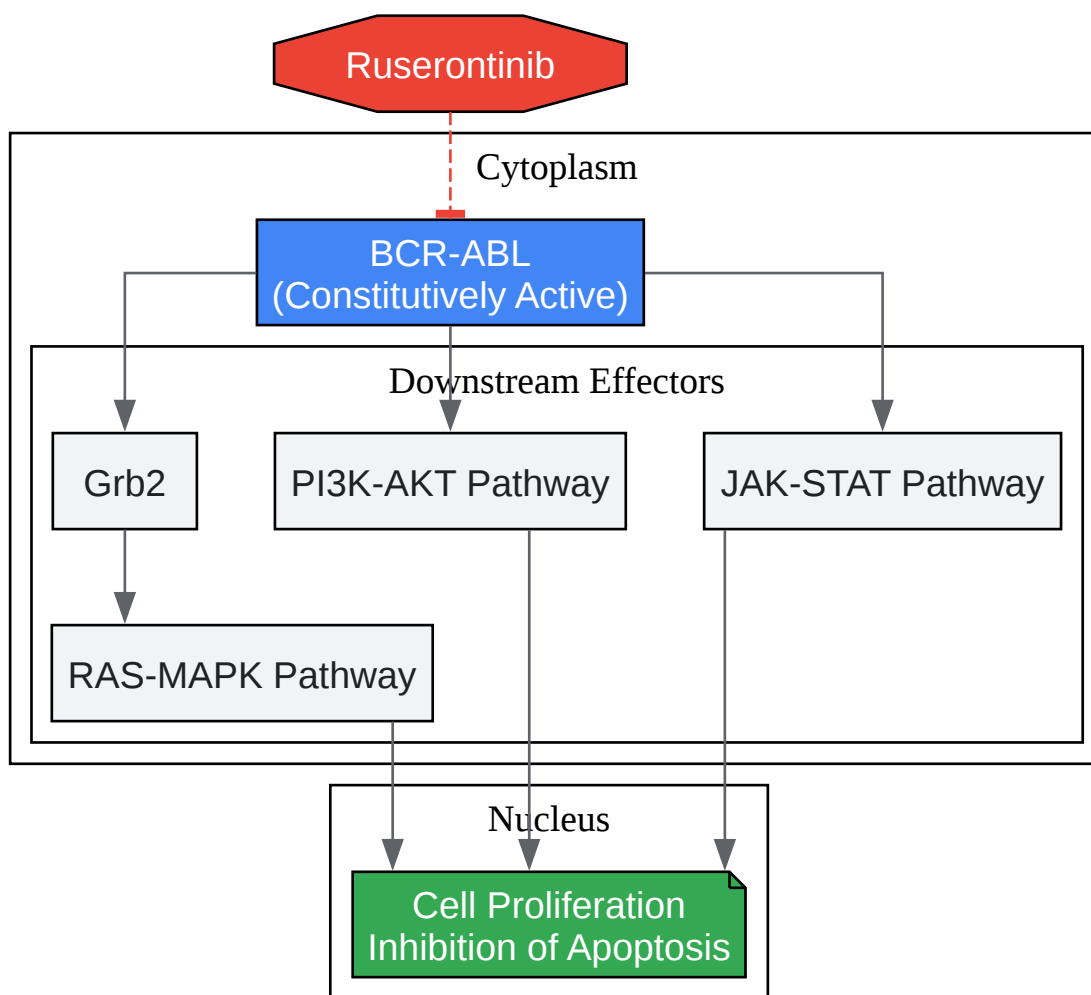 Ruserontinib
Cytoplasm
BCR-ABL
(Constitutively Active)
Downstream Effectors
Grb2
PI3K-AKT Pathway
JAK-STAT Pathway
RAS-MAPK Pathway
Nucleus
Cell Proliferation
Inhibition of Apoptosis